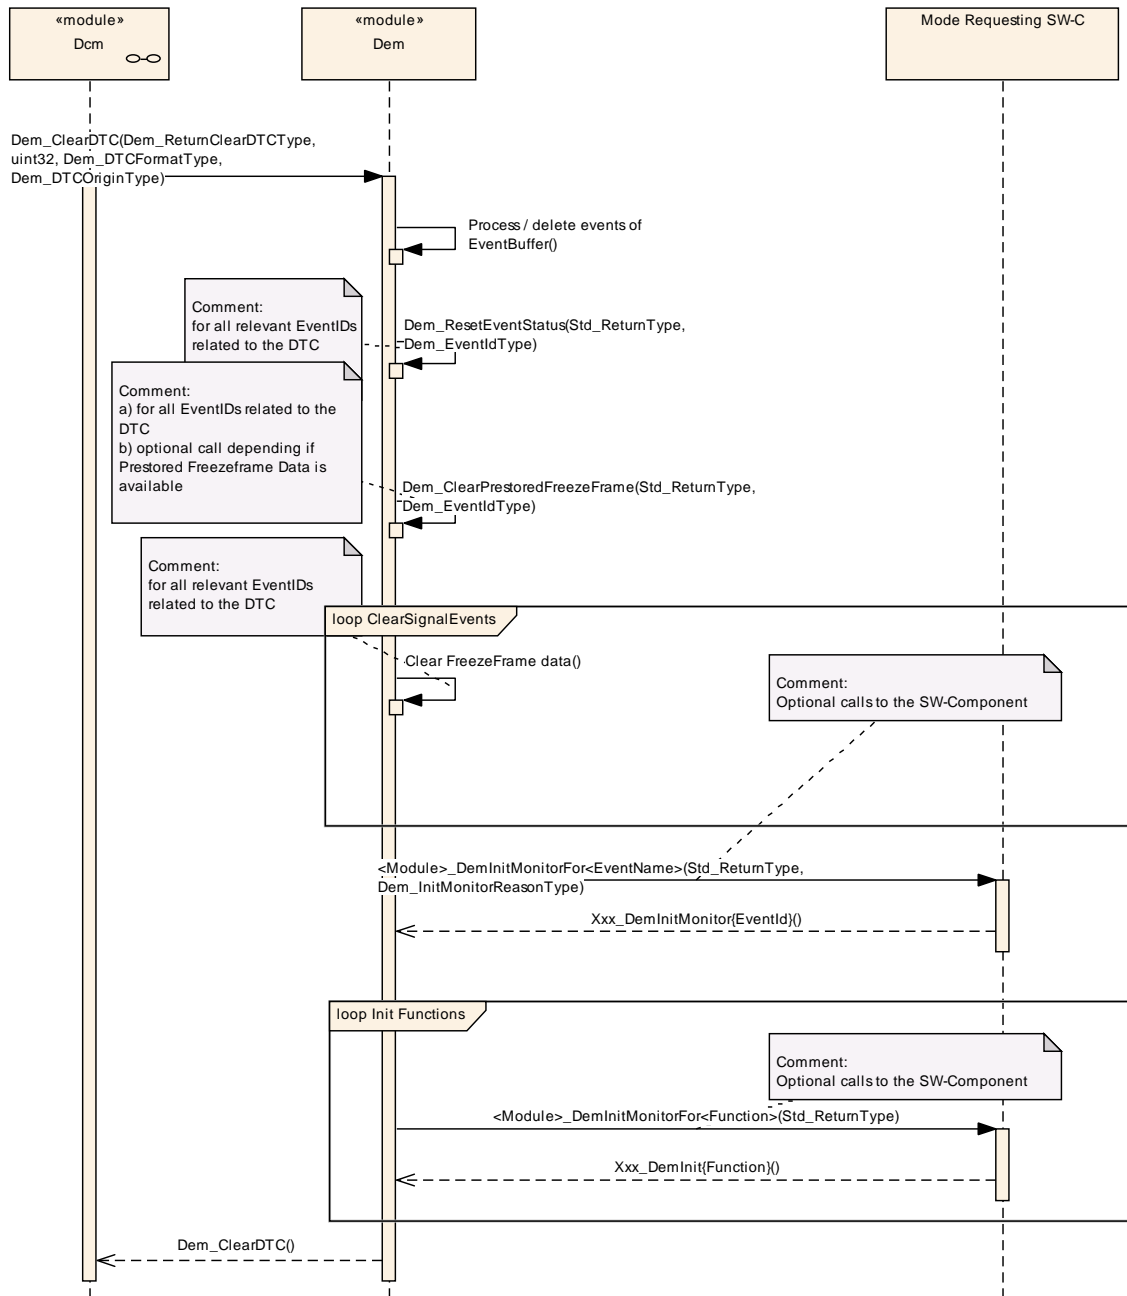 «module»
Dcm
«module»
Dem
Mode Requesting SW-C
Dem_ClearDTC(Dem_ReturnClearDTCType,
uint32, Dem_DTCFormatType,
Dem_DTCOriginType)
Process / delete events of
EventBuffer()
Comment:
for all relevant EventIDs
related to the DTC
Dem_ResetEventStatus(Std_ReturnType,
Dem_EventIdType)
Comment:
a) for all EventIDs related to the
DTC
b) optional call depending if
Prestored Freezeframe Data is
available
Dem_ClearPrestoredFreezeFrame(Std_ReturnType,
Dem_EventIdType)
Comment:
for all relevant EventIDs
related to the DTC
loop ClearSignalEvents
Clear FreezeFrame data()
Comment:
Optional calls to the SW-Component
<Module>_DemInitMonitorFor<EventName>(Std_ReturnType,
Dem_InitMonitorReasonType)
Xxx_DemInitMonitor{EventId}()
loop Init Functions
Comment:
Optional calls to the SW-Component
<Module>_DemInitMonitorFor<Function>(Std_ReturnType)
Xxx_DemInit{Function}()
Dem_ClearDTC()